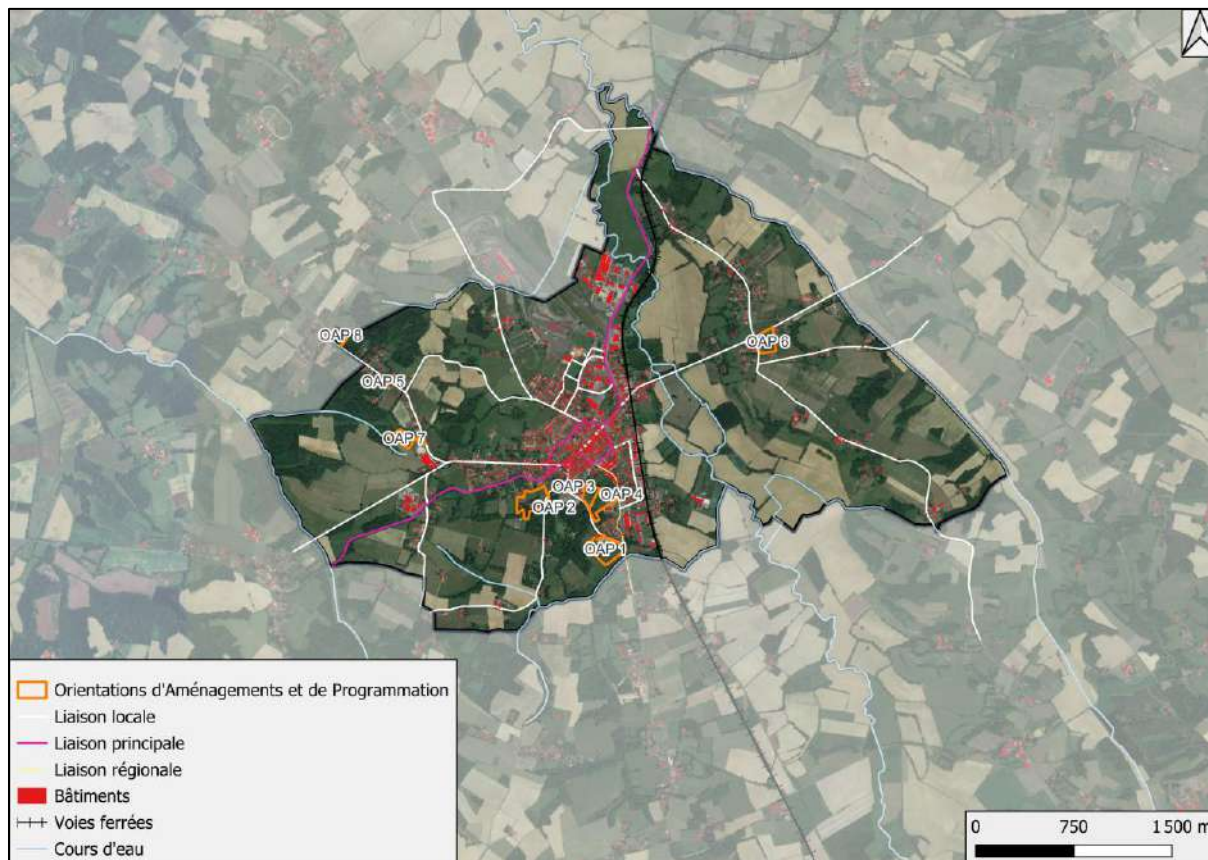 OAP 8
OAP 6
OAP 5
OAP 7
OAP 3
OAP 4
OAP 2
OAP 1
Orientations d'Aménagements et de Programmation
Liaison locale
Liaison principale
Liaison régionale
Bâtiments
Voies ferrées
Cours d'eau
0 750 1 500 m